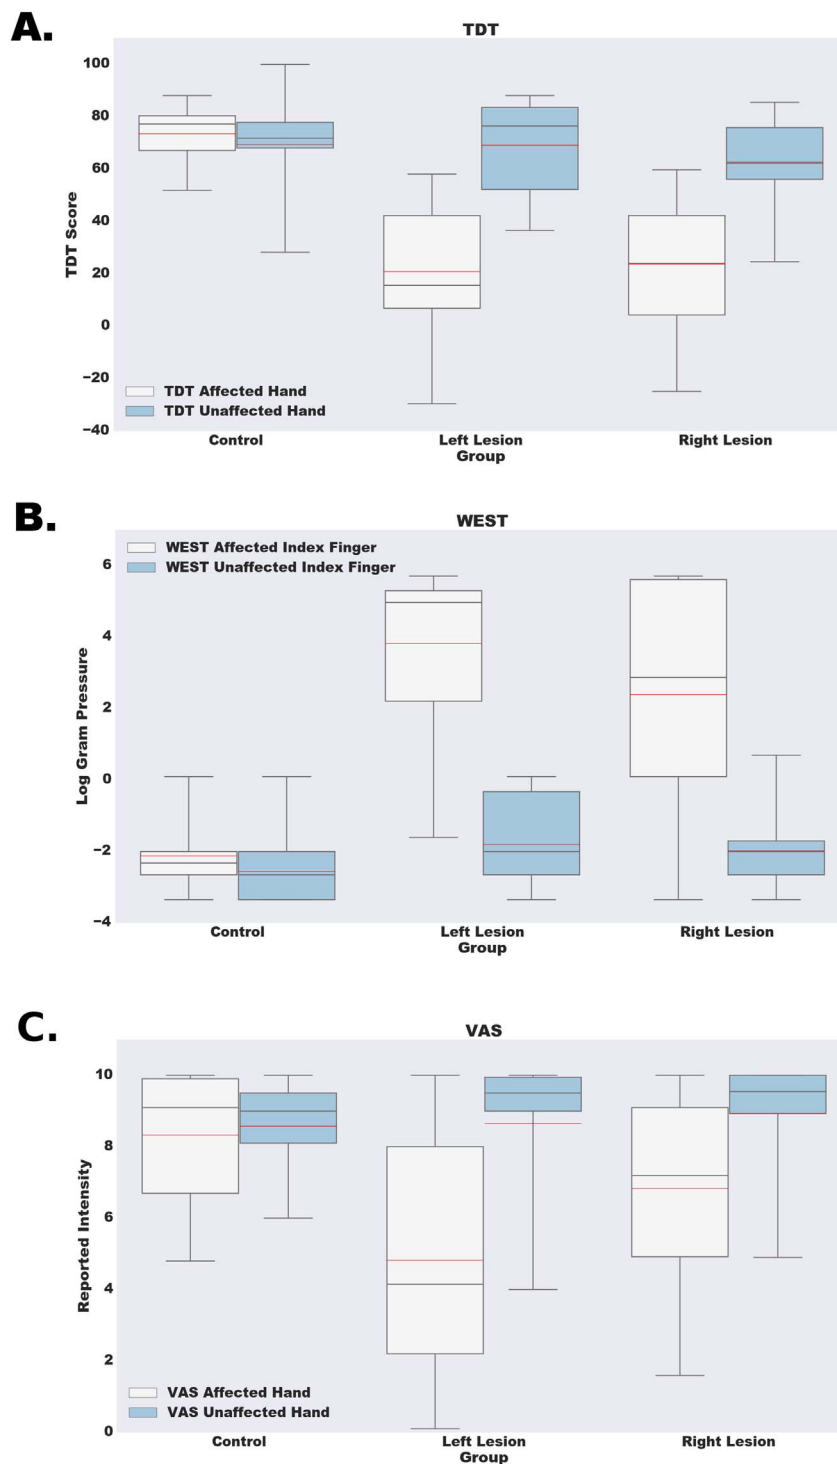 A.
TDT
100
80
60
40
20
0
−20
−40
TDT Score
TDT Affected Hand
TDT Unaffected Hand
Control
Left Lesion
Right Lesion
Group
B.
WEST
6
4
2
0
−2
−4
Log Gram Pressure
WEST Affected Index Finger
WEST Unaffected Index Finger
Control
Left Lesion
Right Lesion
Group
C.
VAS
10
8
6
4
2
0
Reported Intensity
VAS Affected Hand
VAS Unaffected Hand
Control
Left Lesion
Right Lesion
Group